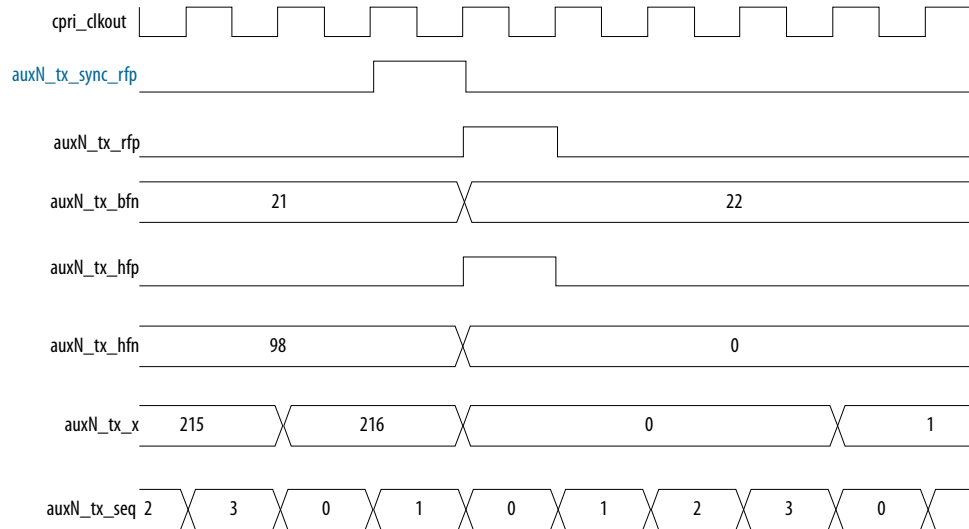 cpri_clkout
auxN_tx_sync_rfp
auxN_tx_rfp
auxN_tx_bfn 21 22
auxN_tx_hfp
auxN_tx_hfn 98 0
auxN_tx_x 215 216 0 1
auxN_tx_seq 2 3 0 1 0 1 2 3 0